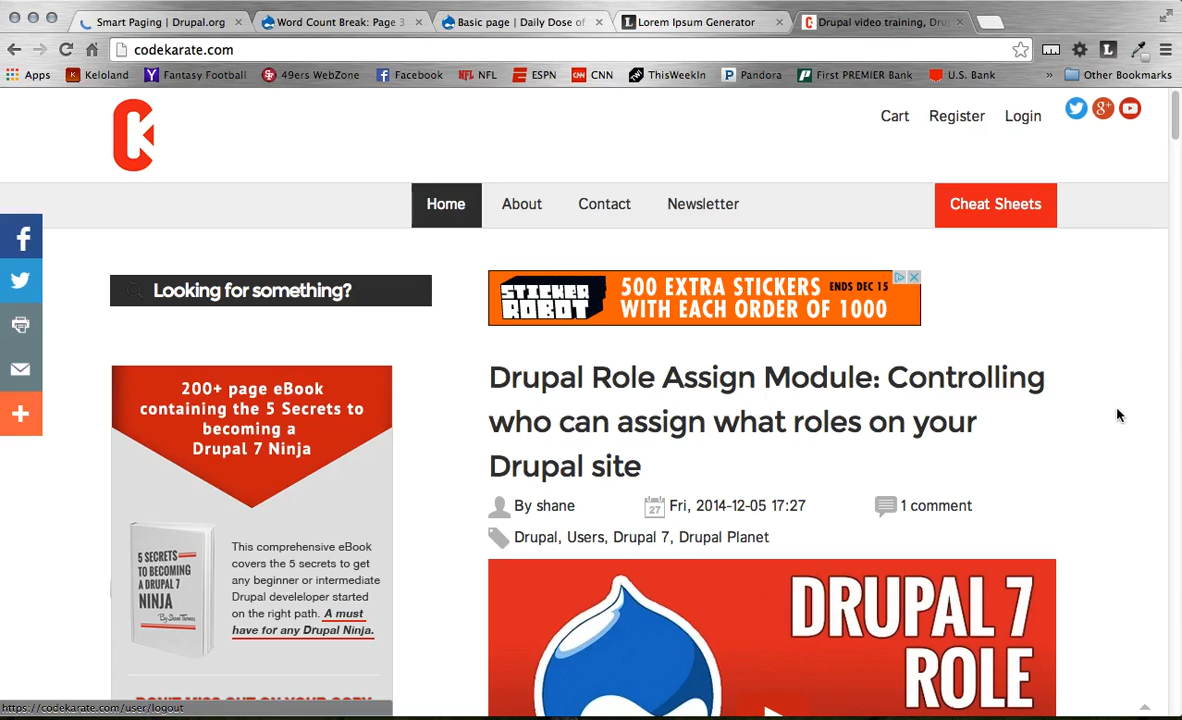 Smart Paging | Drupal.org
Word Count Break: Page 3
Basic page | Daily Dose of
Lorem Ipsum Generator
Drupal video training, Dru
codekarate.com
Apps
Keloland
Fantasy Football
49ers WebZone
Facebook
NFL
ESPN
CNN
ThisWeekIn
Pandora
First PREMIER Bank
U.S. Bank
»
Other Bookmarks
Cart
Register
Login
Home
About
Contact
Newsletter
Cheat Sheets
Looking for something?
STICKER
ROBOT
500 EXTRA STICKERS ENDS DEC 15
WITH EACH ORDER OF 1000
200+ page eBook
containing the 5 Secrets to
becoming a
Drupal 7 Ninja
5 SECRETS
TO BECOMING
A DRUPAL 7
NINJA
This comprehensive eBook
covers the 5 secrets to get
any beginner or intermediate
Drupal develeloper started
on the right path. A must
have for any Drupal Ninja.
DON'T MISS OUT ON YOUR COPY
Drupal Role Assign Module: Controlling
who can assign what roles on your
Drupal site
By shane
27
Fri, 2014-12-05 17:27
1 comment
Drupal, Users, Drupal 7, Drupal Planet
DRUPAL 7
ROLE
https://codekarate.com/user/logout